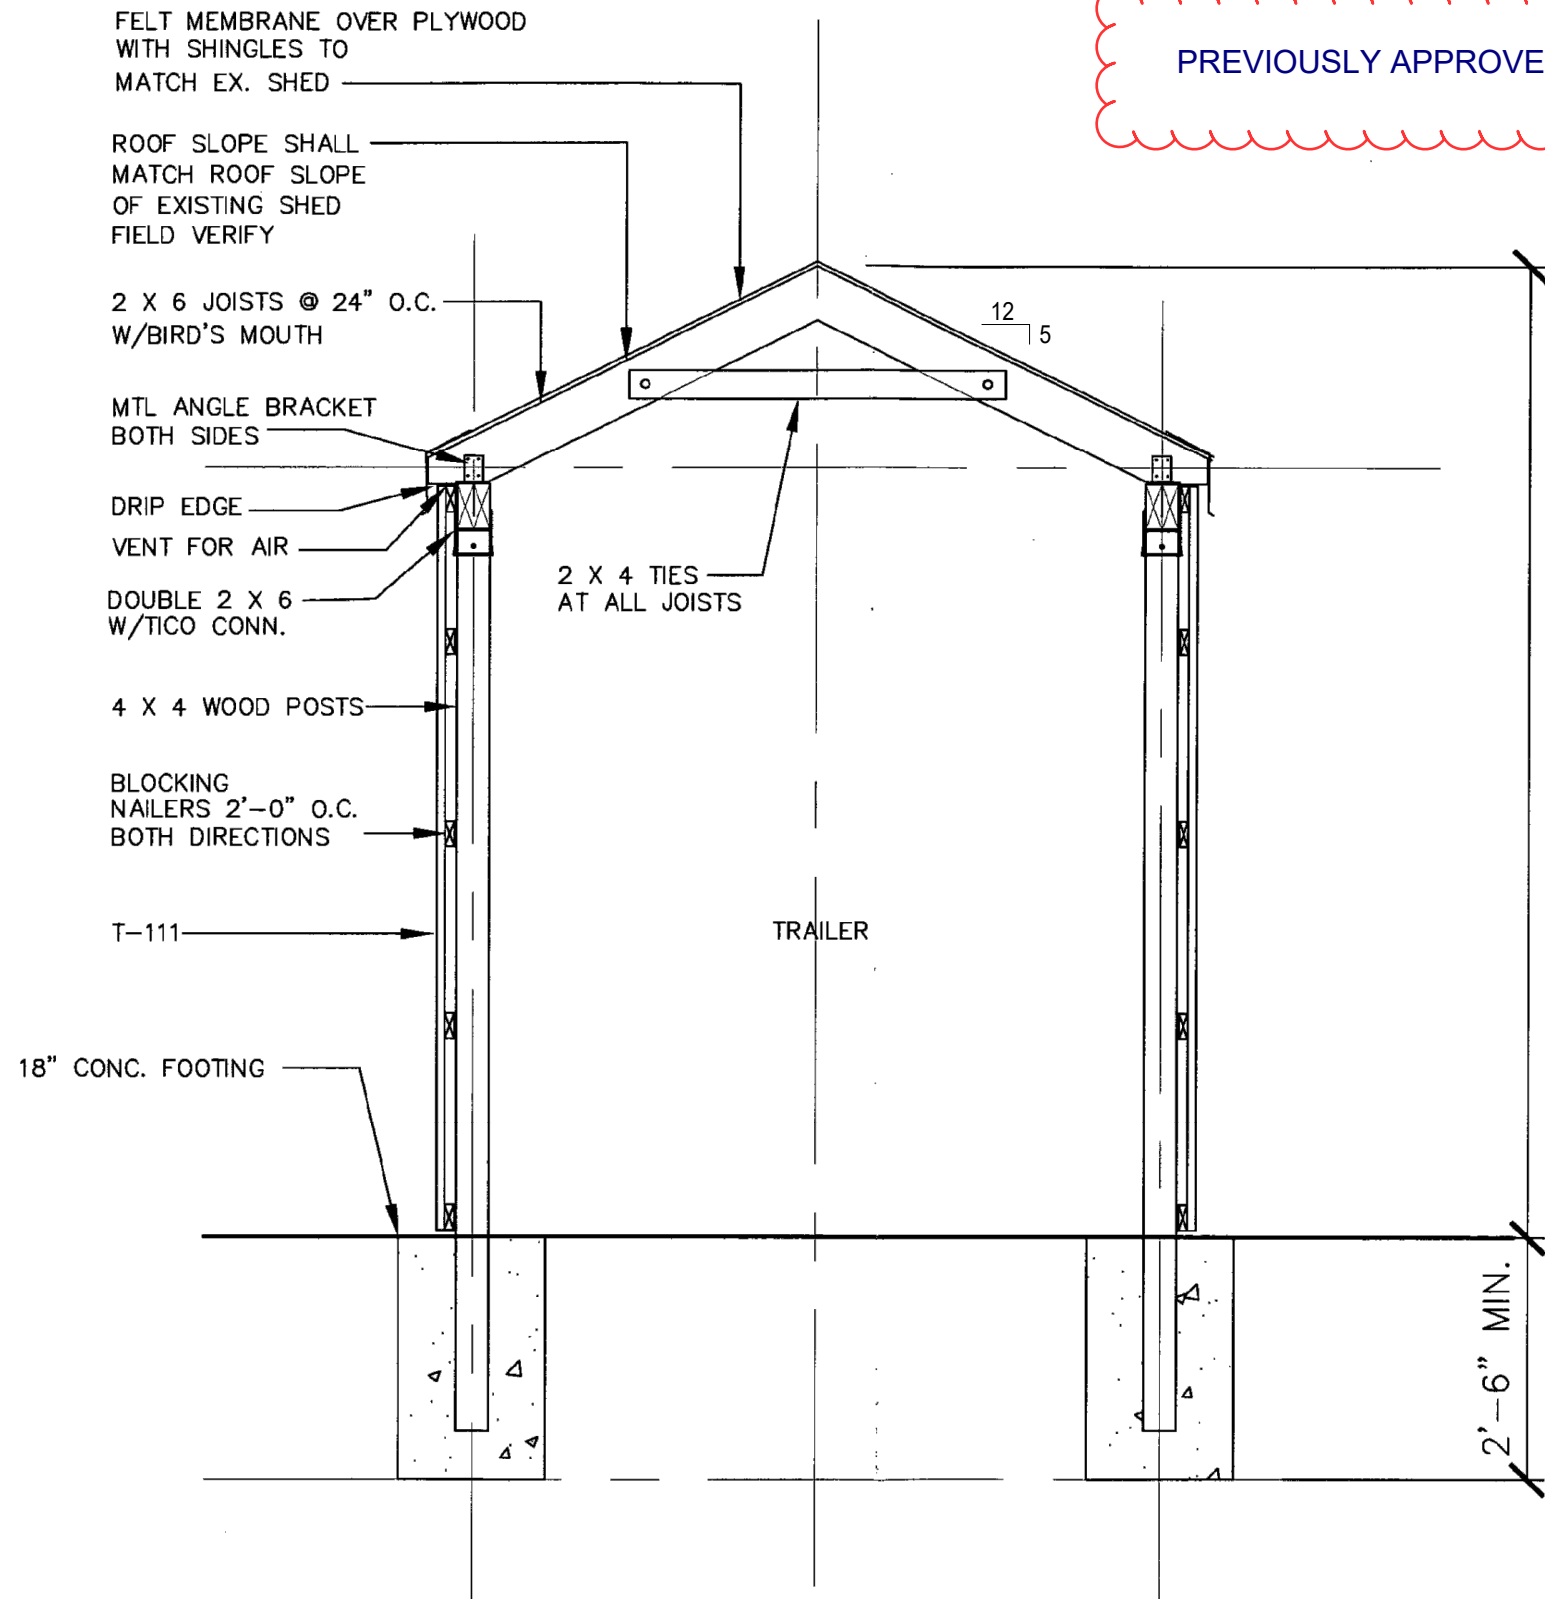 FELT MEMBRANE OVER PLYWOOD
WITH SHINGLES TO
MATCH EX. SHED
PREVIOUSLY APPROVE
ROOF SLOPE SHALL
MATCH ROOF SLOPE
OF EXISTING SHED
FIELD VERIFY
2 X 6 JOISTS @ 24" O.C.
W/BIRD'S MOUTH
12
5
MTL ANGLE BRACKET
BOTH SIDES
DRIP EDGE
VENT FOR AIR
DOUBLE 2 X 6
W/TICO CONN.
2 X 4 TIES
AT ALL JOISTS
4 X 4 WOOD POSTS
BLOCKING
NAILERS 2'-0" O.C.
BOTH DIRECTIONS
T-111
TRAILER
18" CONC. FOOTING
2'-6" MIN.